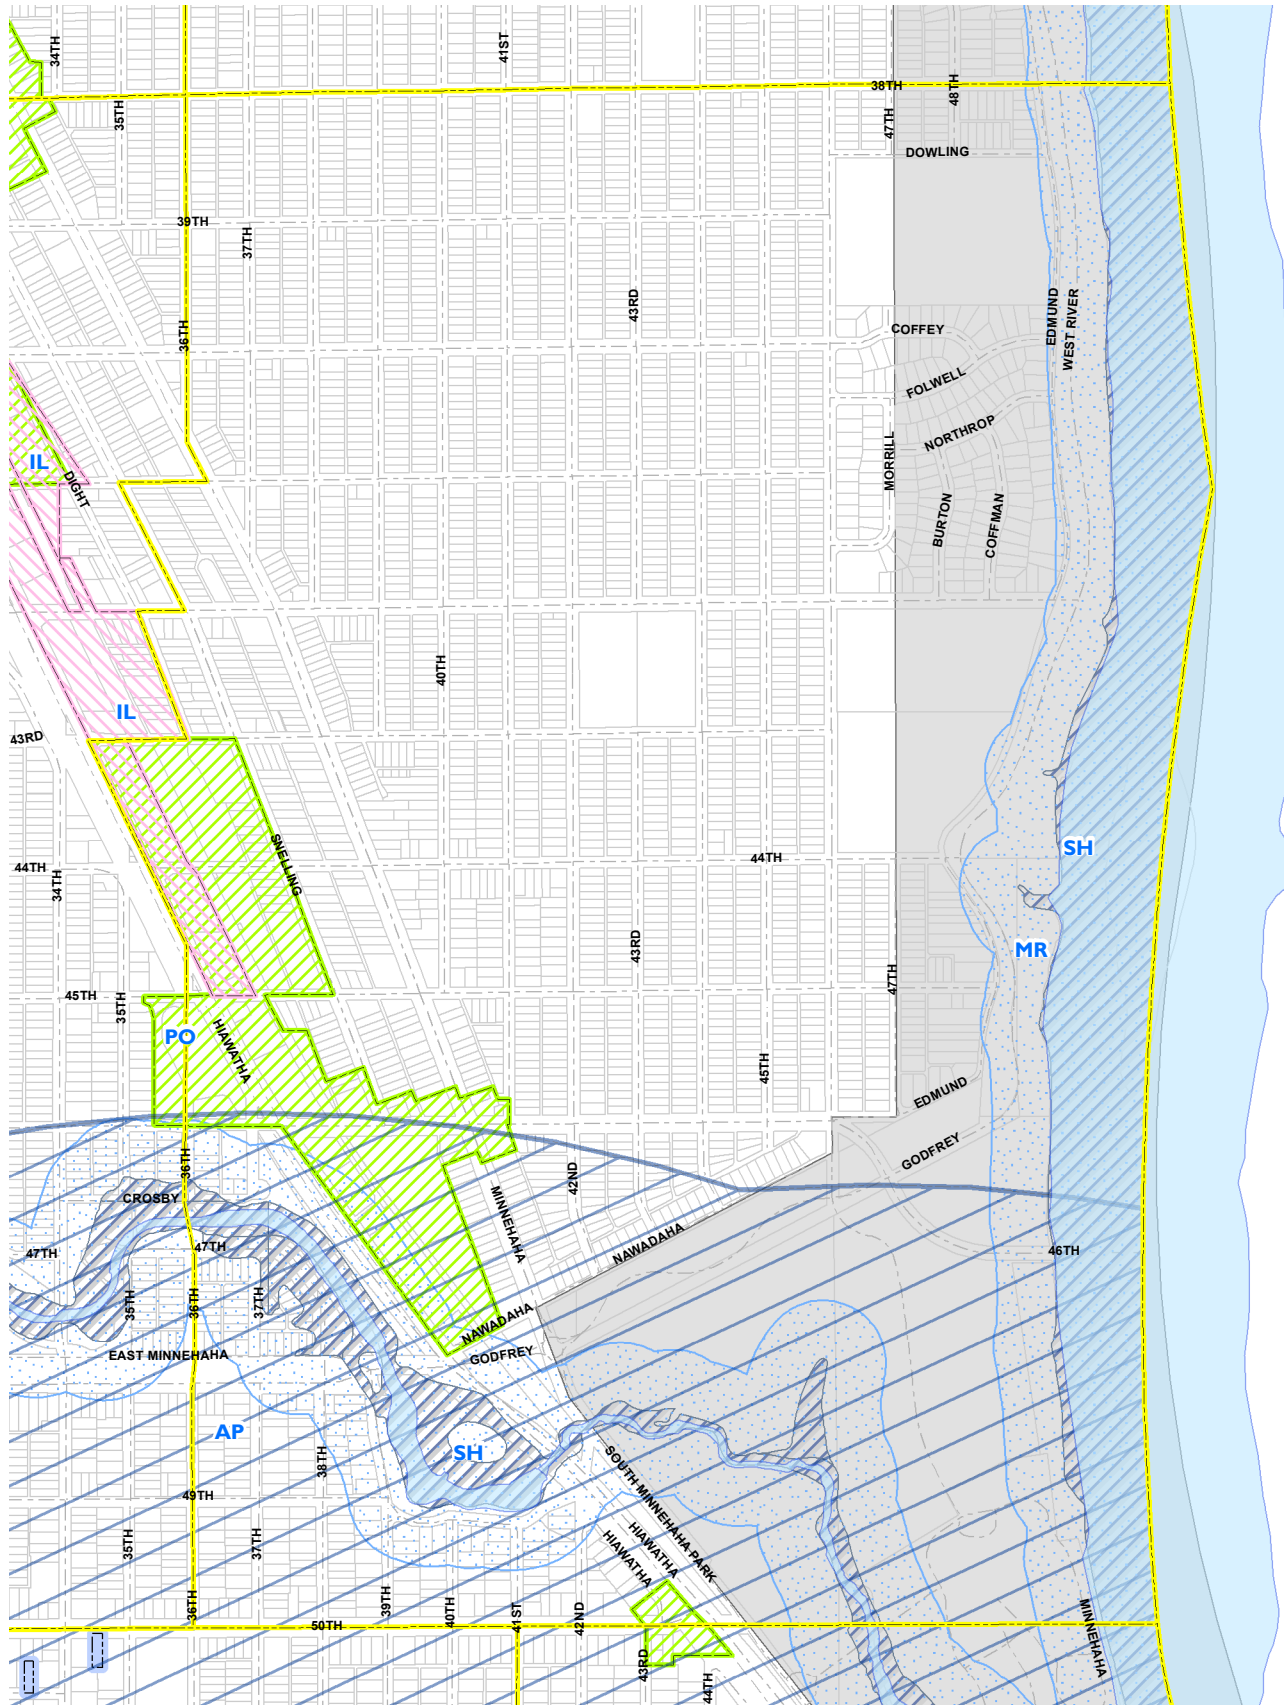 34TH
41ST
38TH
48TH
35TH
47TH
DOWLING
39TH
37TH
43RD
EDMUND
WEST RIVER
36TH
COFFEY
FOLWELL
NORTHROP
IL
DIGHT
MORRILL
BURTON
COFFMAN
40TH
IL
43RD
SNELLING
44TH
SH
44TH
34TH
43RD
MR
47TH
45TH
35TH
PO
HIAWATHA
45TH
EDMUND
GODFREY
36TH
42ND
CROSBY
MINNEHAHA
NAWADAHA
47TH
47TH
46TH
35TH
36TH
37TH
NAWADAHA
EAST MINNEHAHA
GODFREY
AP
SH
38TH
SOUTH MINNEHAHA PARK
49TH
HIAWATHA
HIAWATHA
35TH
37TH
36TH
39TH
40TH
41ST
42ND
50TH
MINNEHAHA
43RD
44TH